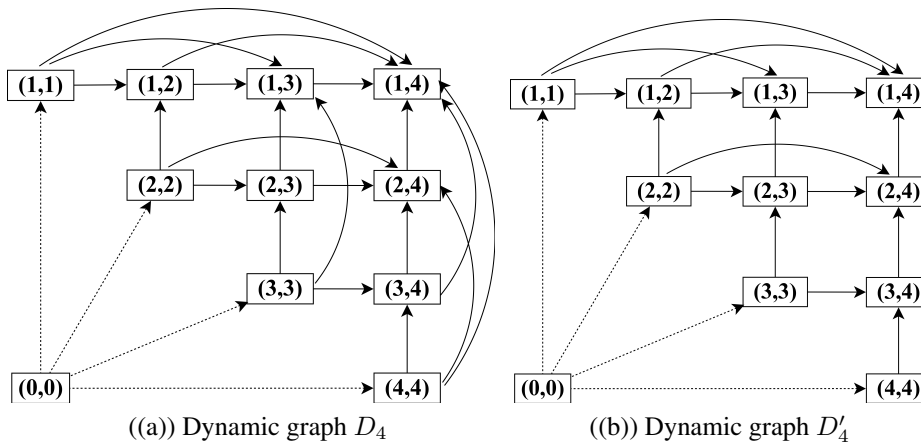 (1,1) (1,2) (1,3) (1,4)
(2,2) (2,3) (2,4)
(3,3) (3,4)
(0,0) (4,4)
((a)) Dynamic graph D₄
(1,1) (1,2) (1,3) (1,4)
(2,2) (2,3) (2,4)
(3,3) (3,4)
(0,0) (4,4)
((b)) Dynamic graph D′₄